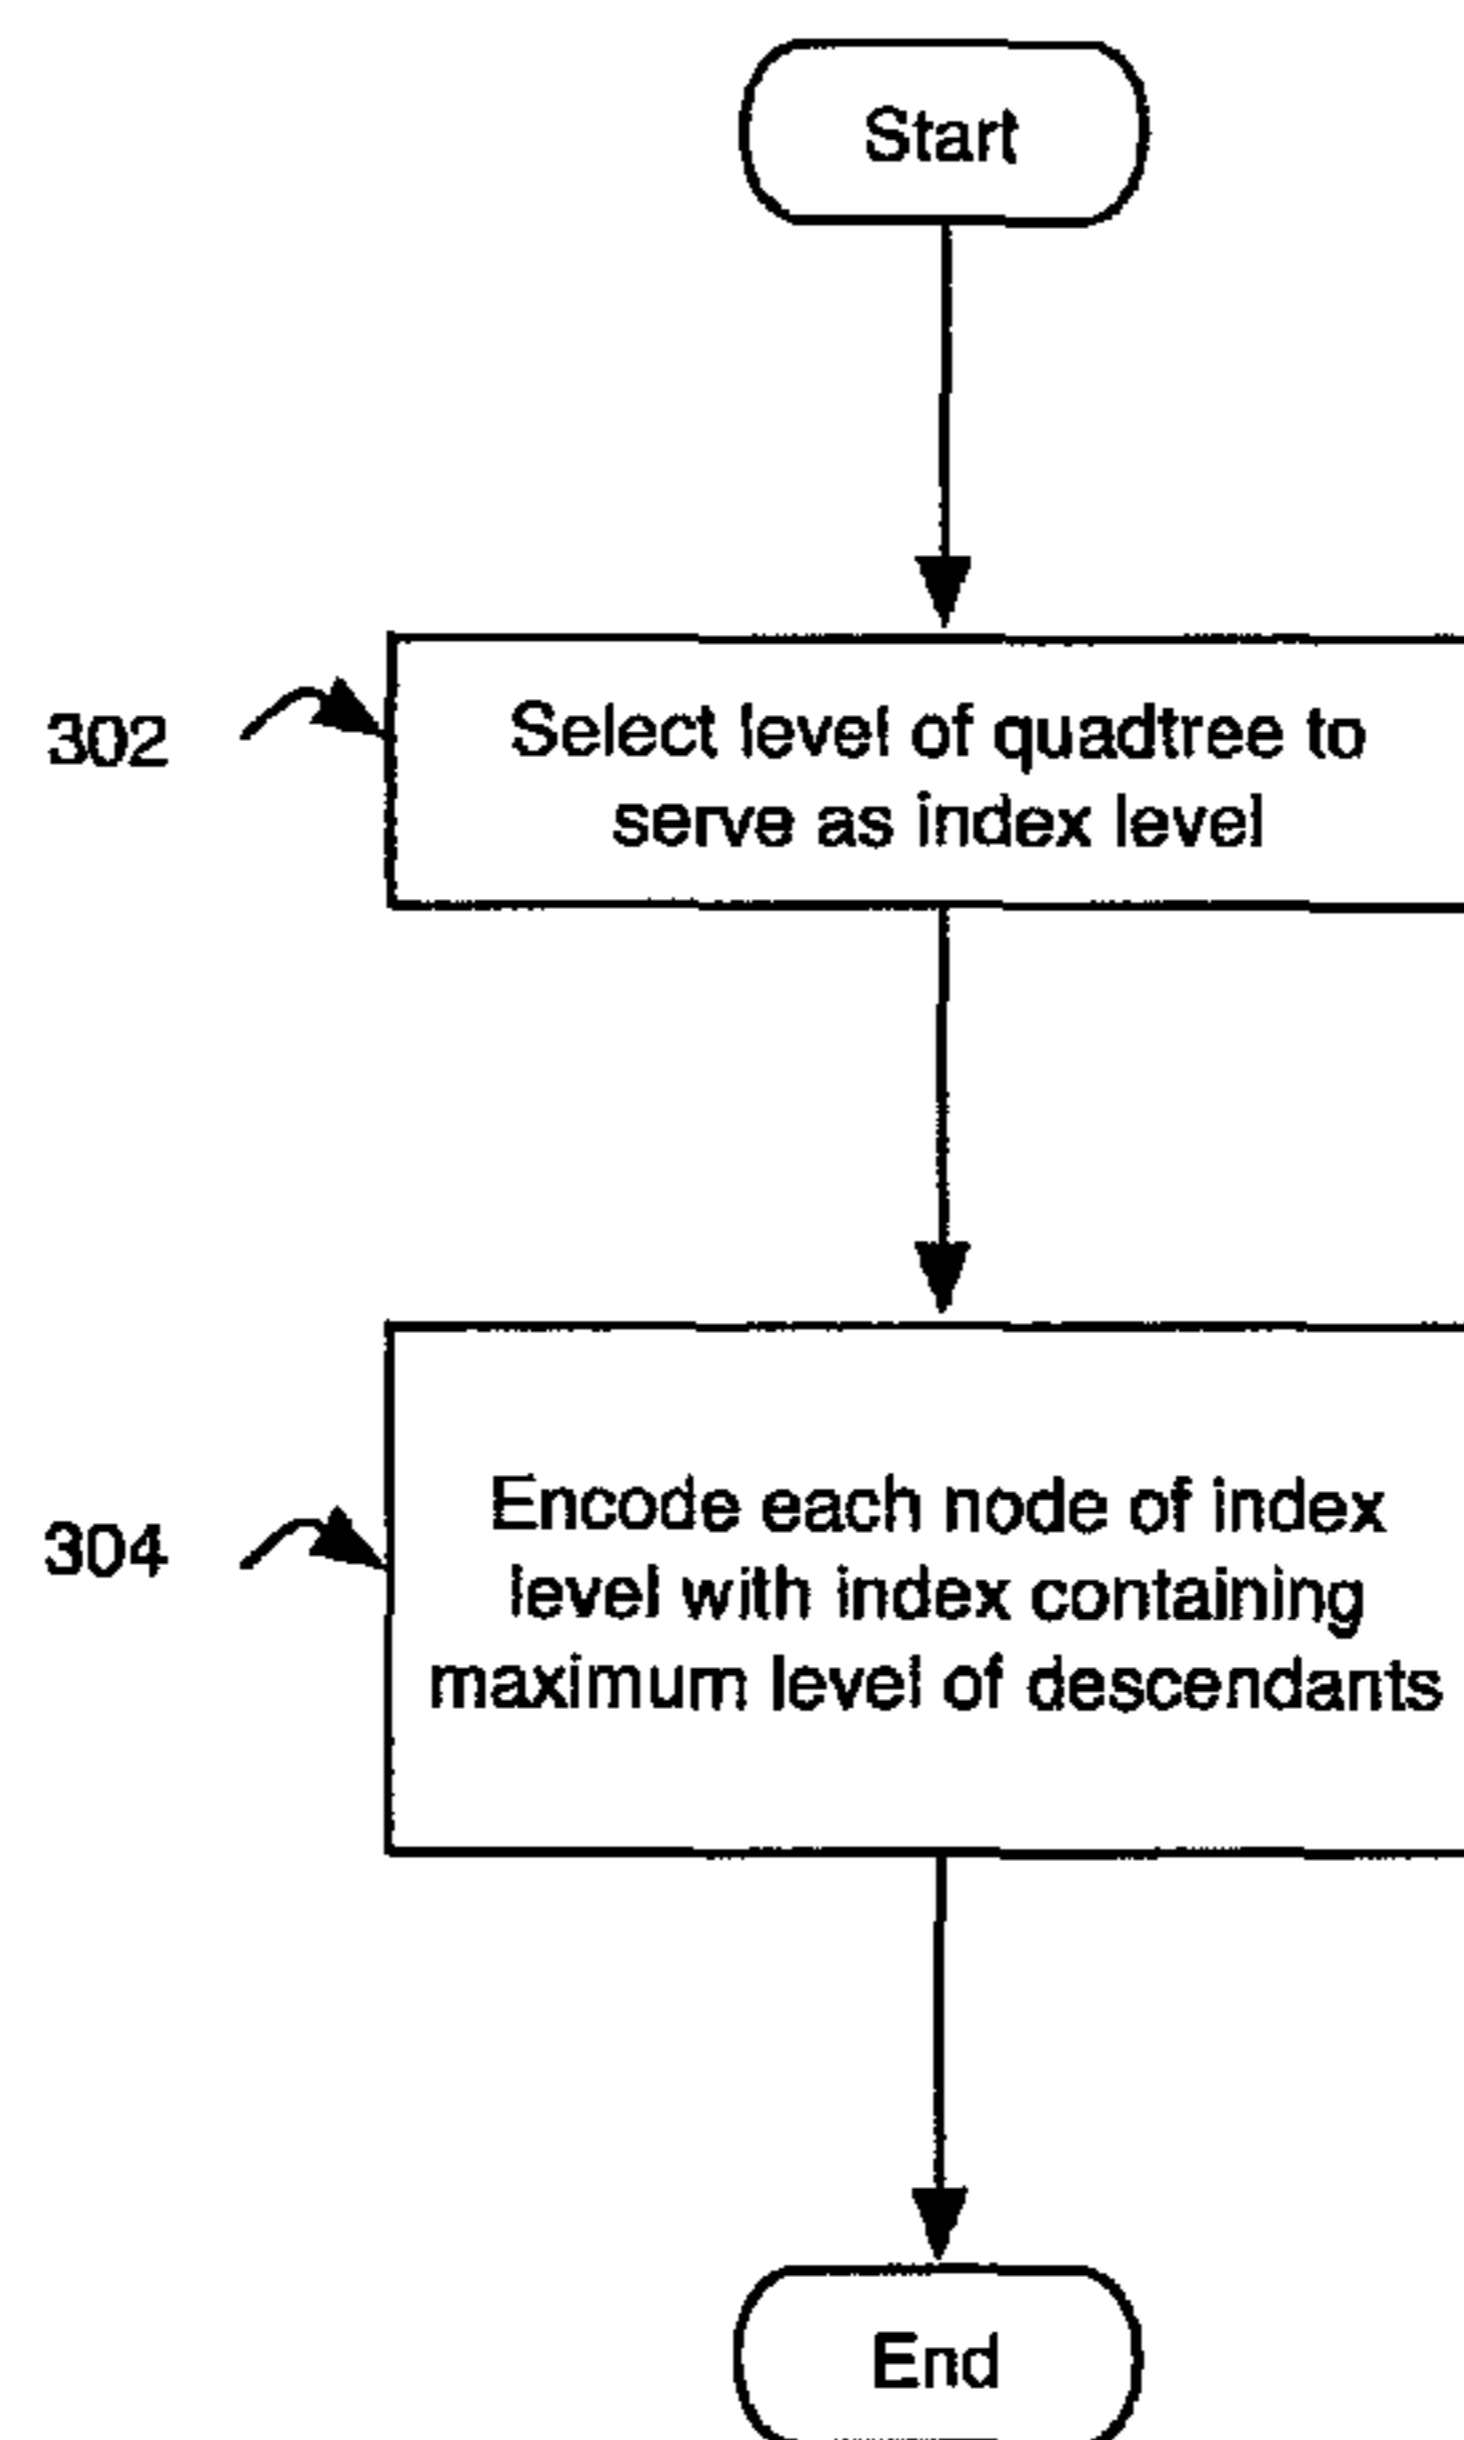 Start
302
Select level of quadtree to
serve as index level
304
Encode each node of index
level with index containing
maximum level of descendants
End